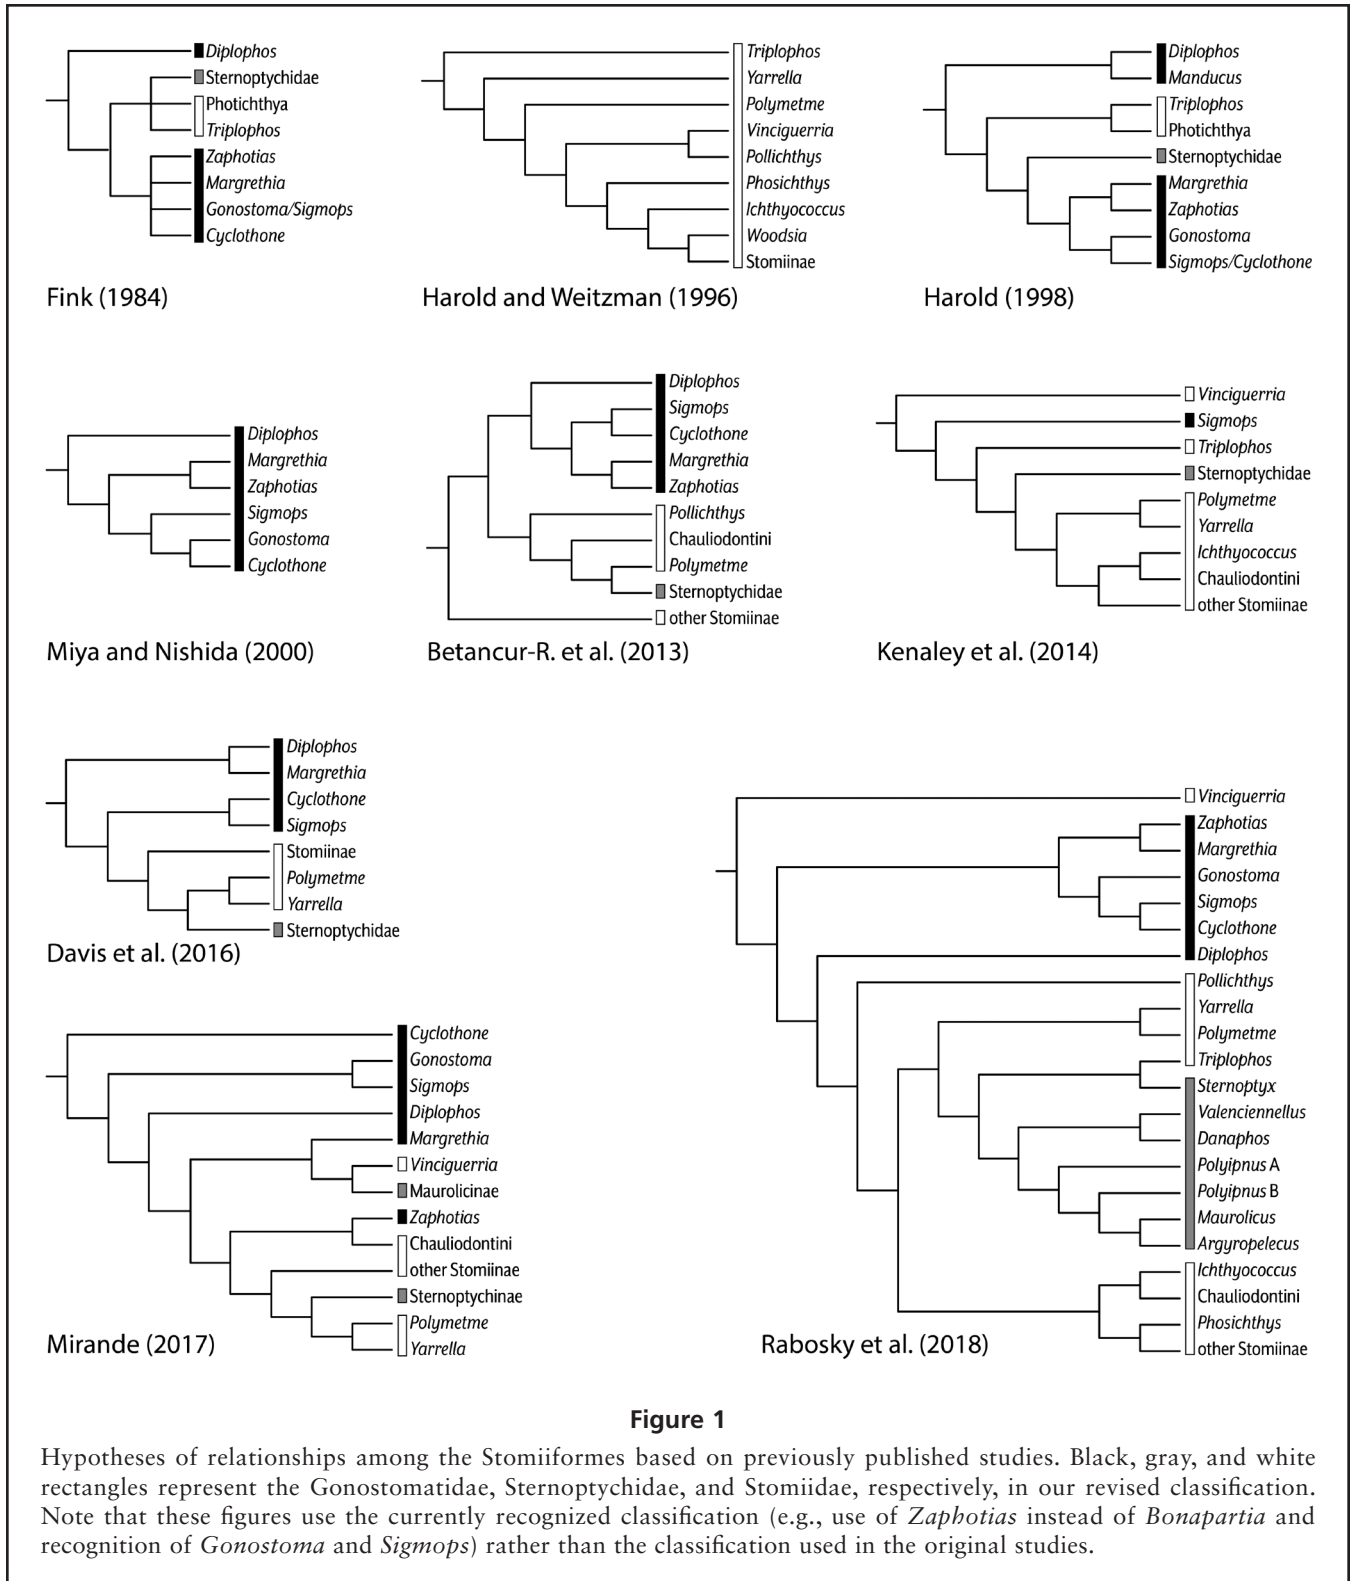 Diplophos
Sternoptychidae
Photichthya
Triplophos
Zaphotias
Margrethia
Gonostoma/Sigmops
Cyclothone
Fink (1984)
Triplophos
Yarrella
Polymetme
Vinciguerria
Pollichthys
Phosichthys
Ichthyococcus
Woodsia
Stomiinae
Harold and Weitzman (1996)
Diplophos
Manducus
Triplophos
Photichthya
Sternoptychidae
Margrethia
Zaphotias
Gonostoma
Sigmops/Cyclothone
Harold (1998)
Diplophos
Margrethia
Zaphotias
Sigmops
Gonostoma
Cyclothone
Miya and Nishida (2000)
Diplophos
Sigmops
Cyclothone
Margrethia
Zaphotias
Pollichthys
Chauliodontini
Polymetme
Sternoptychidae
other Stomiinae
Betancur-R. et al. (2013)
Vinciguerria
Sigmops
Triplophos
Sternoptychidae
Polymetme
Yarrella
Ichthyococcus
Chauliodontini
other Stomiinae
Kenaley et al. (2014)
Diplophos
Margrethia
Cyclothone
Sigmops
Stomiinae
Polymetme
Yarrella
Sternoptychidae
Davis et al. (2016)
Cyclothone
Gonostoma
Sigmops
Diplophos
Margrethia
Vinciguerria
Maurolicinae
Zaphotias
Chauliodontini
other Stomiinae
Sternoptychinae
Polymetme
Yarrella
Mirande (2017)
Vinciguerria
Zaphotias
Margrethia
Gonostoma
Sigmops
Cyclothone
Diplophos
Pollichthys
Yarrella
Polymetme
Triplophos
Sternoptyx
Valenciennellus
Danaphos
Polyipnus A
Polyipnus B
Maurolicus
Argyropelecus
Ichthyococcus
Chauliodontini
Phosichthys
other Stomiinae
Rabosky et al. (2018)
Figure 1
Hypotheses of relationships among the Stomiiformes based on previously published studies. Black, gray, and white
rectangles represent the Gonostomatidae, Sternoptychidae, and Stomiidae, respectively, in our revised classification.
Note that these figures use the currently recognized classification (e.g., use of Zaphotias instead of Bonapartia and
recognition of Gonostoma and Sigmops) rather than the classification used in the original studies.